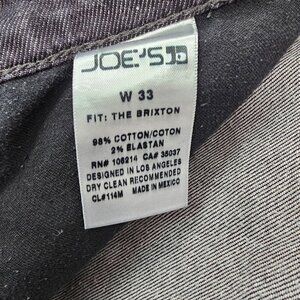 JOE'S JD
W 33
FIT: THE BRIXTON
98% COTTON/COTON
2% ELASTAN
RN# 106214 CA# 35037
DESIGNED IN LOS ANGELES
DRY CLEAN RECOMMENDED
CL#114M MADE IN MEXICO